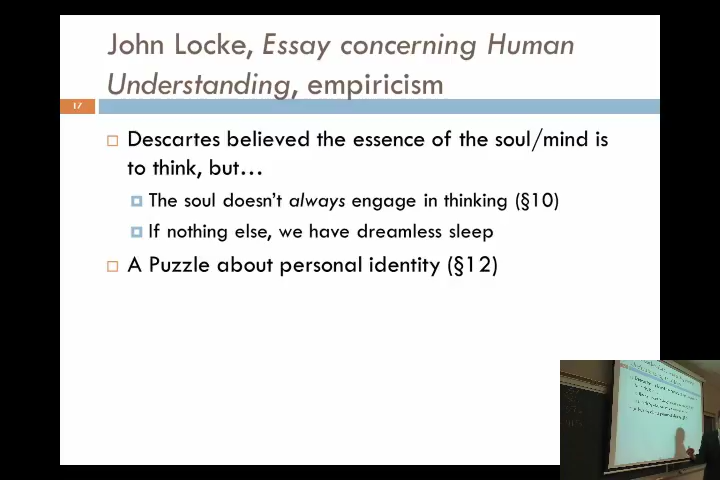 John Locke, Essay concerning Human
Understanding, empiricism
17
Descartes believed the essence of the soul/mind is
to think, but…
The soul doesn't always engage in thinking (§10)
If nothing else, we have dreamless sleep
A Puzzle about personal identity (§12)